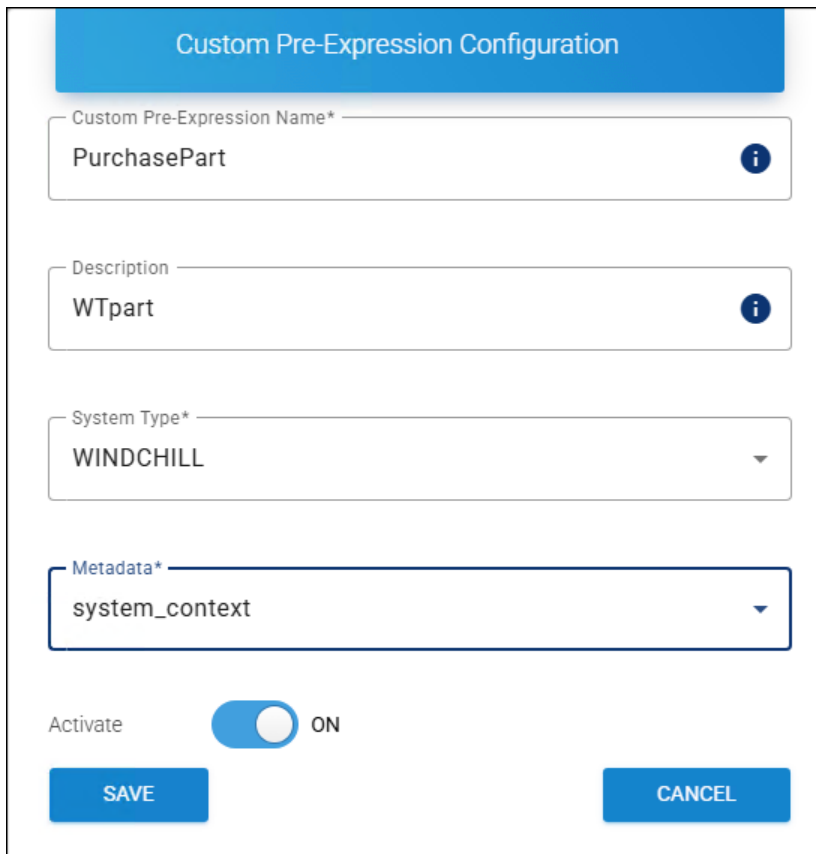 Custom Pre-Expression Configuration
Custom Pre-Expression Name*
PurchasePart
Description
WTpart
System Type*
WINDCHILL
Metadata*
system_context
Activate ON
SAVE CANCEL